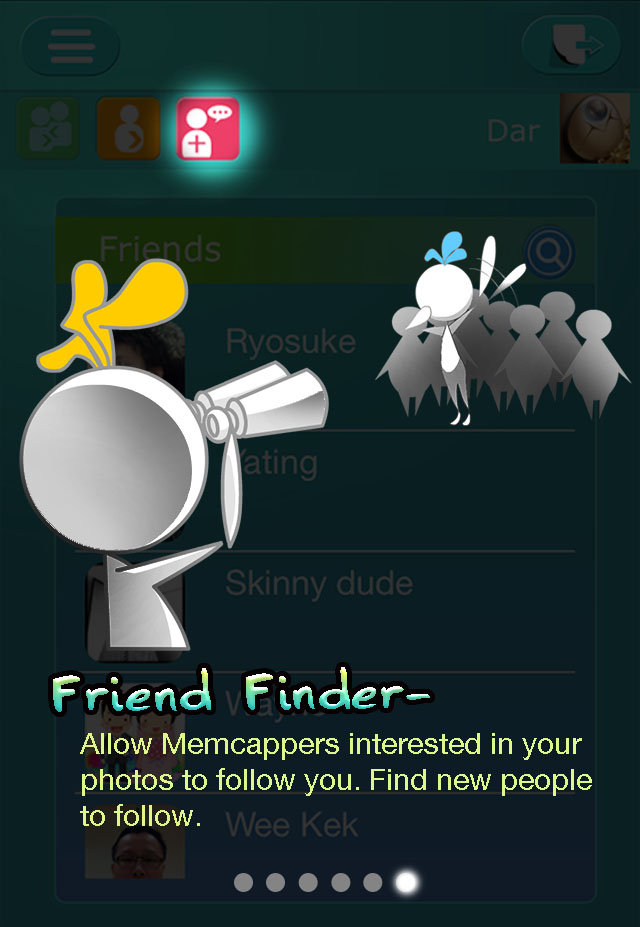 Dar
Friends
Ryosuke
Yating
Skinny dude
Friend Finder-
Allow Memcappers interested in your
photos to follow you. Find new people
to follow.
Wee Kek